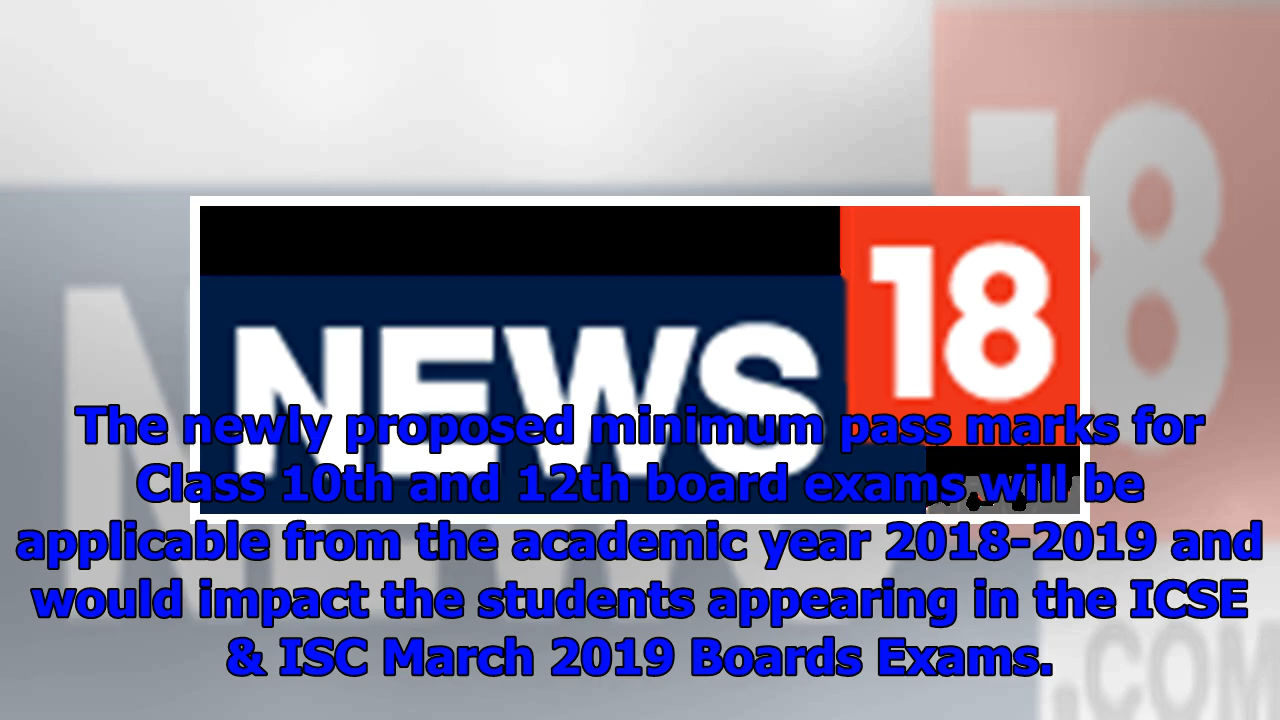 18
NEWS
The newly proposed minimum pass marks for
Class 10th and 12th board exams will be
applicable from the academic year 2018-2019 and
would impact the students appearing in the ICSE
& ISC March 2019 Boards Exams.
.COM